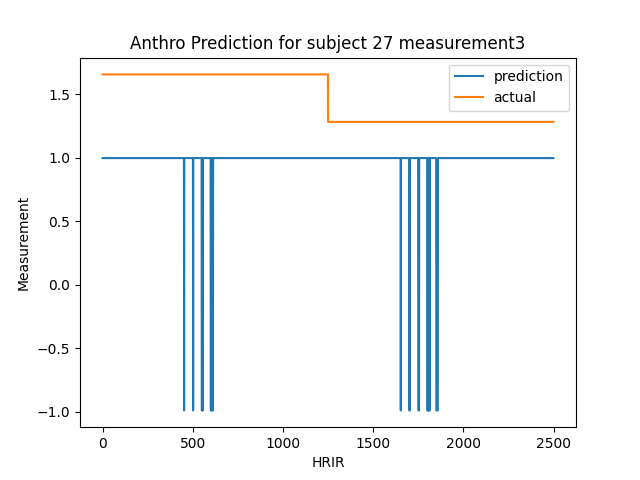 Anthro Prediction for subject 27 measurement3
prediction
actual
Measurement
1.5
1.0
0.5
0.0
−0.5
−1.0
0 500 1000 1500 2000 2500
HRIR